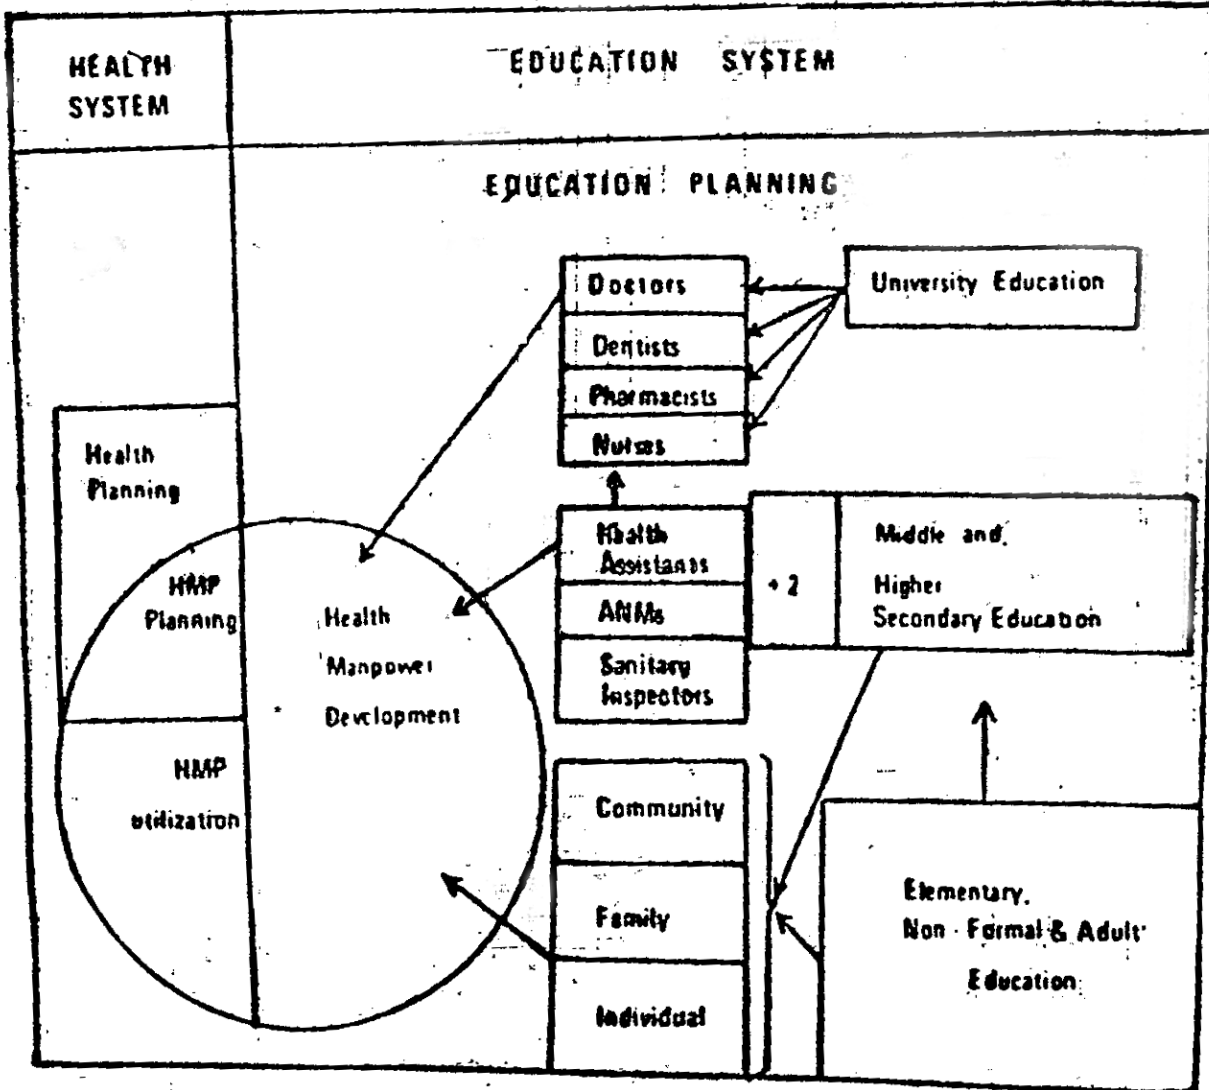 HEALTH
SYSTEM
EDUCATION SYSTEM
EDUCATION PLANNING
Doctors
Dentists
Pharmacists
Nurses
University Education
Health
Planning
HMP
Planning
Health
Manpower
Development
HMP
utilization
Health
Assistants
ANMs
Sanitary
Inspectors
+ 2
Middle and
Higher
Secondary Education
Community
Family
Individual
Elementary,
Non-Formal & Adult
Education